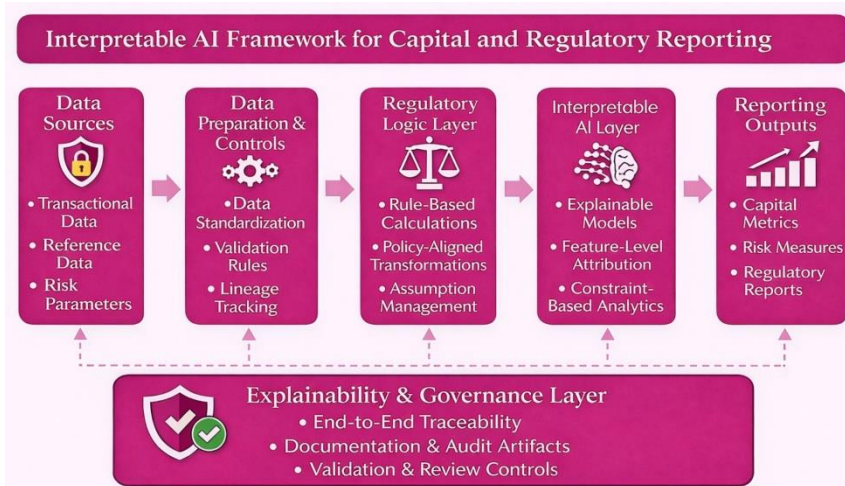 Interpretable AI Framework for Capital and Regulatory Reporting
Data
Sources
• Transactional
Data
• Reference
Data
• Risk
Parameters
Data
Preparation &
Controls
• Data
Standardization
• Validation
Rules
• Lineage
Tracking
Regulatory
Logic Layer
• Rule-Based
Calculations
• Policy-Aligned
Transformations
• Assumption
Management
Interpretable
AI Layer
• Explainable
Models
• Feature-Level
Attribution
• Constraint-
Based Analytics
Reporting
Outputs
• Capital
Metrics
• Risk Measures
• Regulatory
Reports
Explainability & Governance Layer
• End-to-End Traceability
• Documentation & Audit Artifacts
• Validation & Review Controls